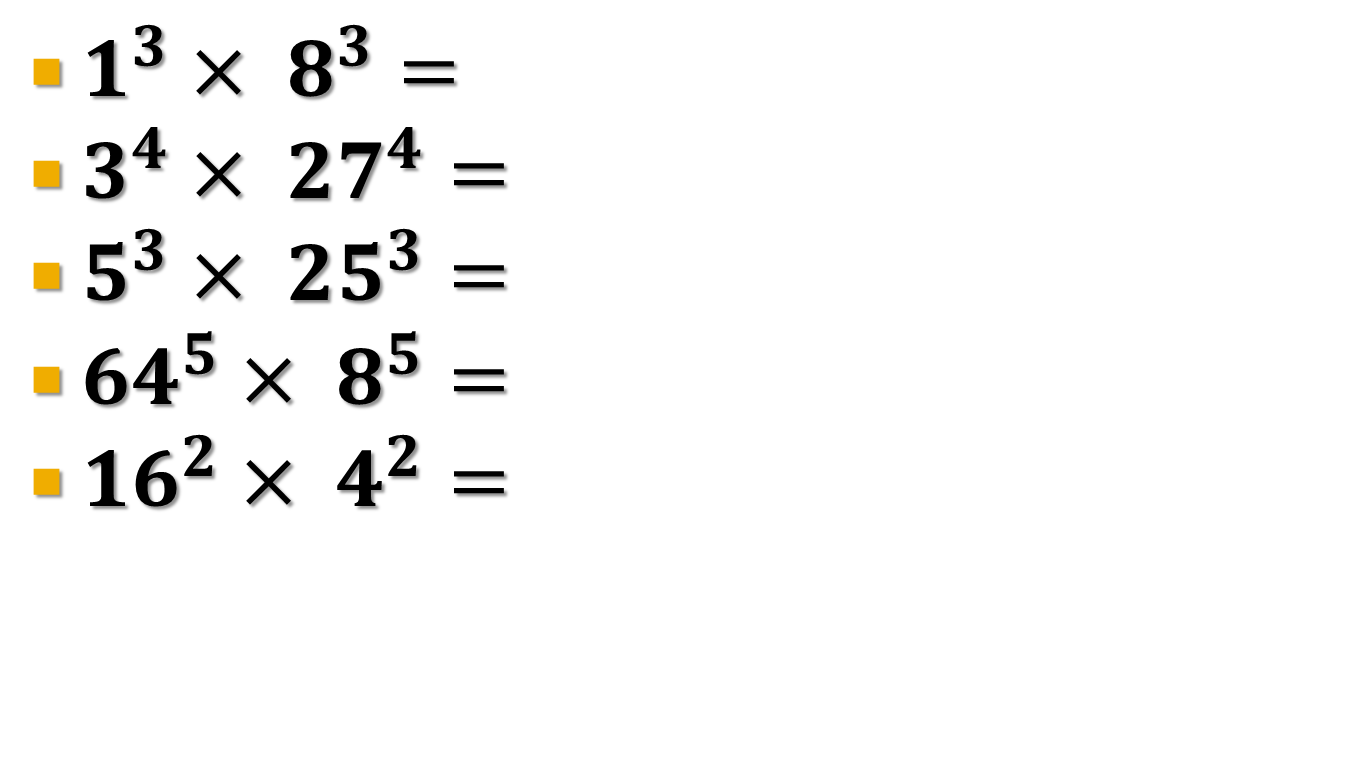 ■ 1³ × 8³ =
■ 3⁴ × 27⁴ =
■ 5³ × 25³ =
■ 64⁵ × 8⁵ =
■ 16² × 4² =